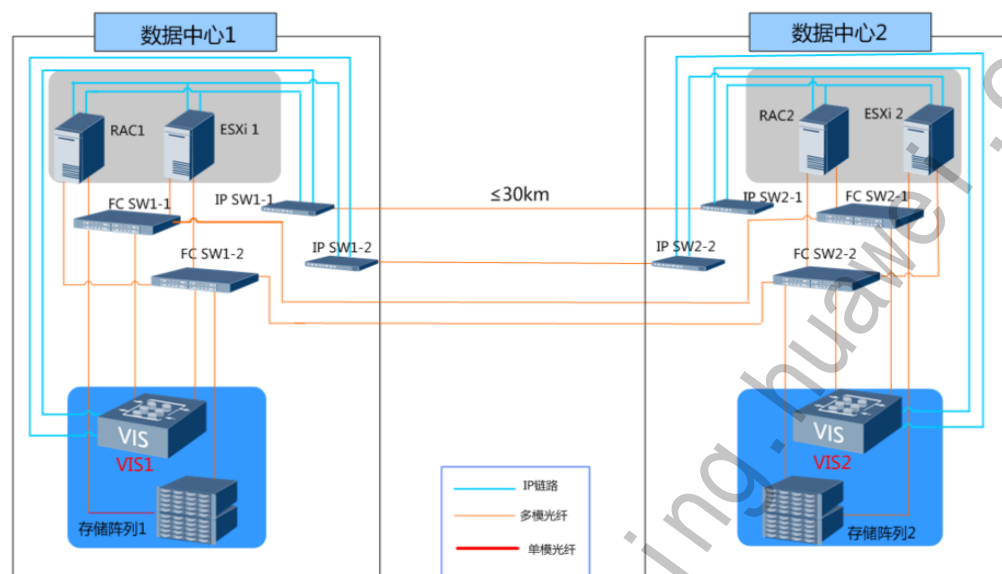 数据中心1
数据中心2
RAC1
ESXi 1
RAC2
ESXi 2
FC SW1-1
IP SW1-1
≤30km
IP SW2-1
FC SW2-1
FC SW1-2
IP SW1-2
IP SW2-2
FC SW2-2
VIS
VIS1
VIS
VIS2
存储阵列1
存储阵列2
IP链路
多模光纤
单模光纤
ing.huawei.c